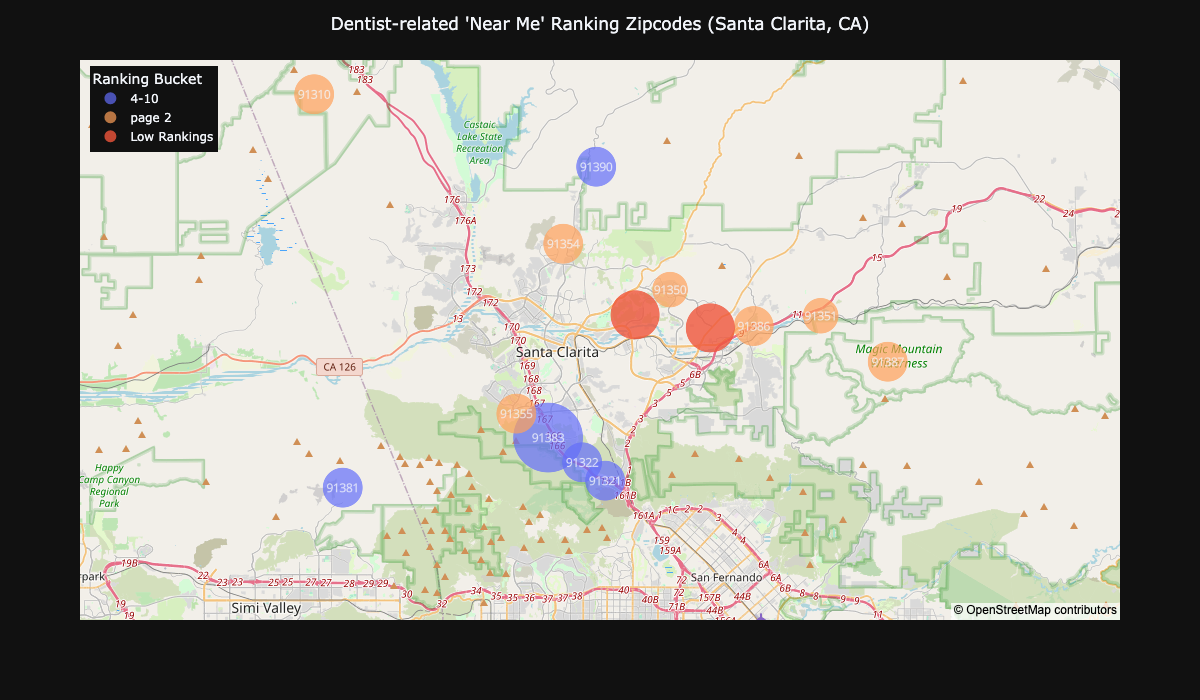 Dentist-related 'Near Me' Ranking Zipcodes (Santa Clarita, CA)
Ranking Bucket
4-10
page 2
Low Rankings
183
183
91310
Castaic
Lake State
Recreation
Area
91390
176
176A
19
22
24
2
91354
15
173
172
172
91350
13
170
170
91386
11
91351
Santa Clarita
169
168
168
167
CA 126
6B
5
5
3
3
2
2
Magic Mountain
91387
91355
167
91383
166
91322
91321
1
161B
Happy
Camp Canyon
Regional
Park
91381
161A
1
1C
2
2
3
4
4
159
159A
19B
park
22
23
23
25
25
27
27
28
29
29
30
32
34
35
35
36
37
37
38
40
40B
72
72
71B
San Fernando
157B
44B
44B
6A
6A
6B
8
8
9
9
11
19
19
Simi Valley
© OpenStreetMap contributors